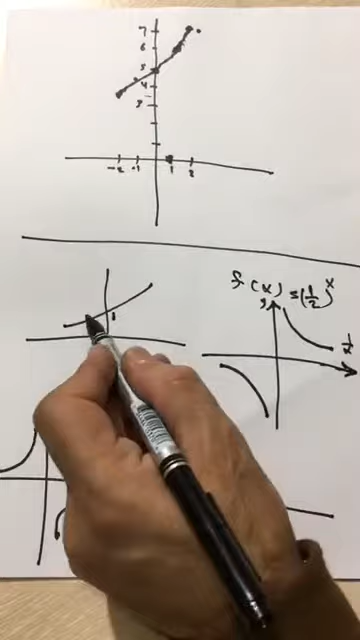 7
6
5
4
3
-2 -1 1 2
f(x) = (1/2)^x
1
1/x